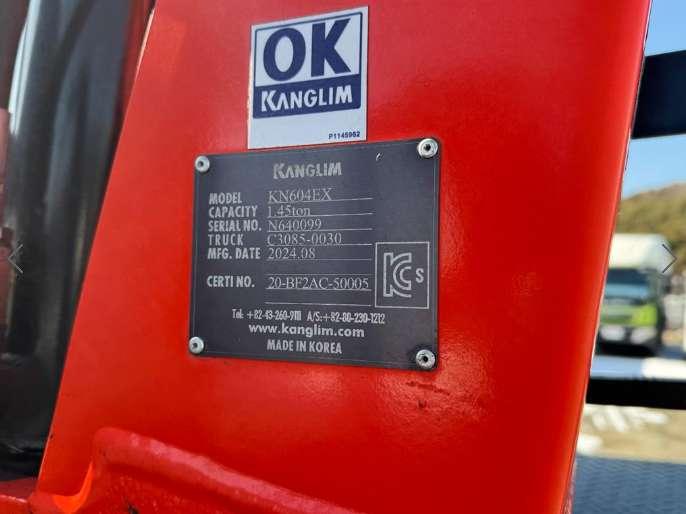 OK
KANGLIM
P1145962
KANGLIM
MODEL KN604EX
CAPACITY 1.45ton
SERIAL NO. N640099
TRUCK C3085-0030
MFG. DATE 2024.08
CERTI NO. 20-BF2AC-50005
KCs
Tel: +82-43-260-9111 A/S:+82-80-230-1212
www.kanglim.com
MADE IN KOREA